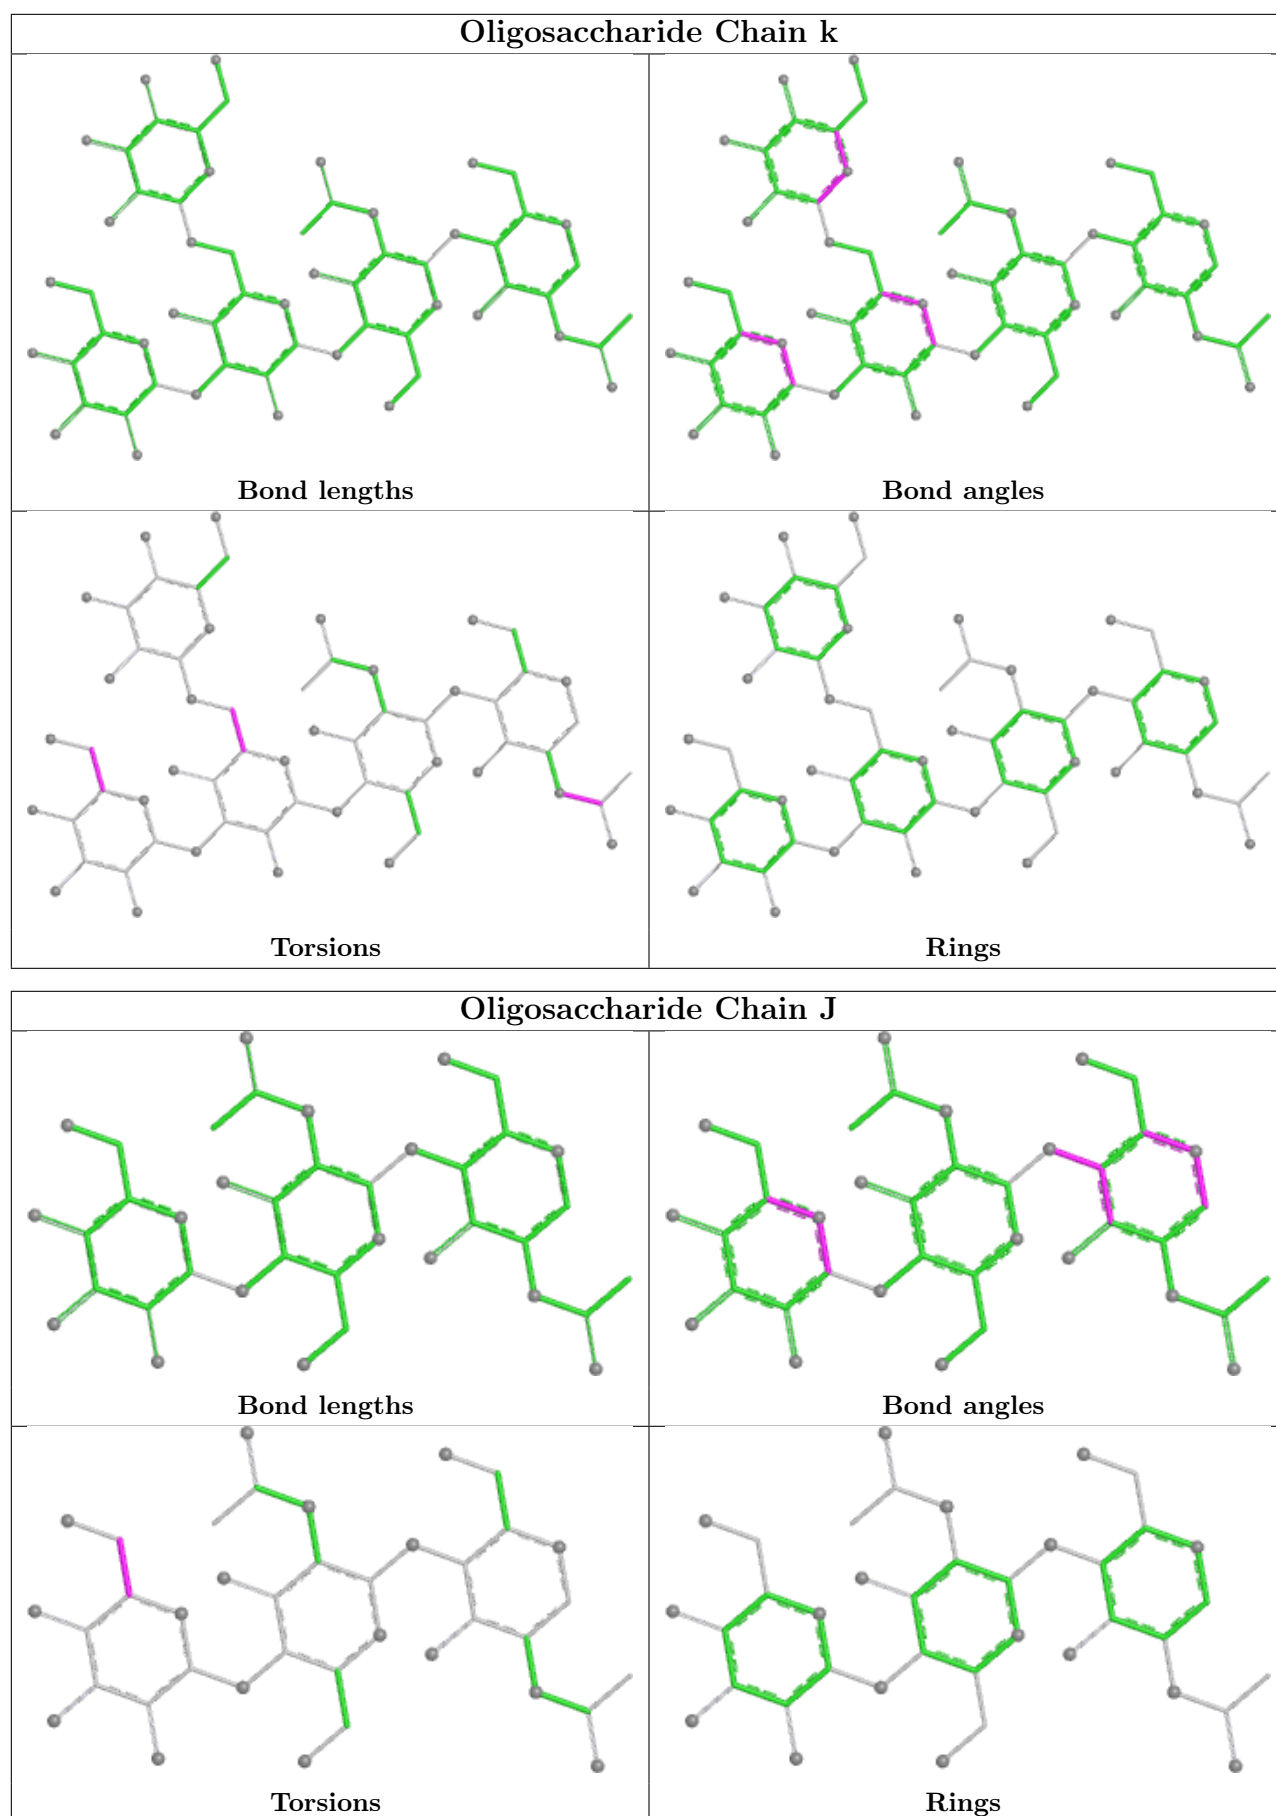 Oligosaccharide Chain k
Bond lengths
Bond angles
Torsions
Rings
Oligosaccharide Chain J
Bond lengths
Bond angles
Torsions
Rings